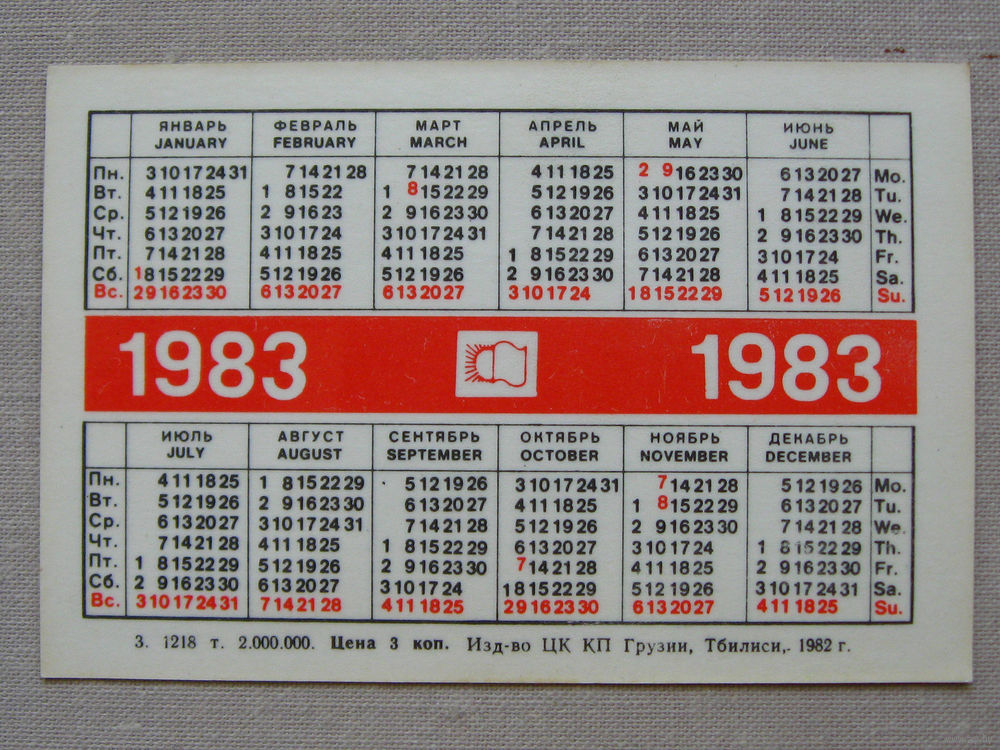 ЯНВАРЬ ФЕВРАЛЬ МАРТ АПРЕЛЬ МАЙ ИЮНЬ
JANUARY FEBRUARY MARCH APRIL MAY JUNE
Пн. 3 10 17 24 31 7 14 21 28 7 14 21 28 4 11 18 25 2 9 16 23 30 6 13 20 27 Mo.
Вт. 4 11 18 25 1 8 15 22 1 8 15 22 29 5 12 19 26 3 10 17 24 31 7 14 21 28 Tu.
Ср. 5 12 19 26 2 9 16 23 2 9 16 23 30 6 13 20 27 4 11 18 25 1 8 15 22 29 We.
Чт. 6 13 20 27 3 10 17 24 3 10 17 24 31 7 14 21 28 5 12 19 26 2 9 16 23 30 Th.
Пт. 7 14 21 28 4 11 18 25 4 11 18 25 1 8 15 22 29 6 13 20 27 3 10 17 24 Fr.
Сб. 1 8 15 22 29 5 12 19 26 5 12 19 26 2 9 16 23 30 7 14 21 28 4 11 18 25 Sa.
Вс. 2 9 16 23 30 6 13 20 27 6 13 20 27 3 10 17 24 1 8 15 22 29 5 12 19 26 Su.
1983 1983
ИЮЛЬ АВГУСТ СЕНТЯБРЬ ОКТЯБРЬ НОЯБРЬ ДЕКАБРЬ
JULY AUGUST SEPTEMBER OCTOBER NOVEMBER DECEMBER
Пн. 4 11 18 25 1 8 15 22 29 5 12 19 26 3 10 17 24 31 7 14 21 28 5 12 19 26 Mo.
Вт. 5 12 19 26 2 9 16 23 30 6 13 20 27 4 11 18 25 1 8 15 22 29 6 13 20 27 Tu.
Ср. 6 13 20 27 3 10 17 24 31 7 14 21 28 5 12 19 26 2 9 16 23 30 7 14 21 28 We.
Чт. 7 14 21 28 4 11 18 25 1 8 15 22 29 6 13 20 27 3 10 17 24 1 8 15 22 29 Th.
Пт. 1 8 15 22 29 5 12 19 26 2 9 16 23 30 7 14 21 28 4 11 18 25 2 9 16 23 30 Fr.
Сб. 2 9 16 23 30 6 13 20 27 3 10 17 24 1 8 15 22 29 5 12 19 26 3 10 17 24 31 Sa.
Вс. 3 10 17 24 31 7 14 21 28 4 11 18 25 2 9 16 23 30 6 13 20 27 4 11 18 25 Su.
З. 1218 т. 2.000.000. Цена 3 коп. Изд-во ЦК КП Грузии, Тбилиси,- 1982 г.